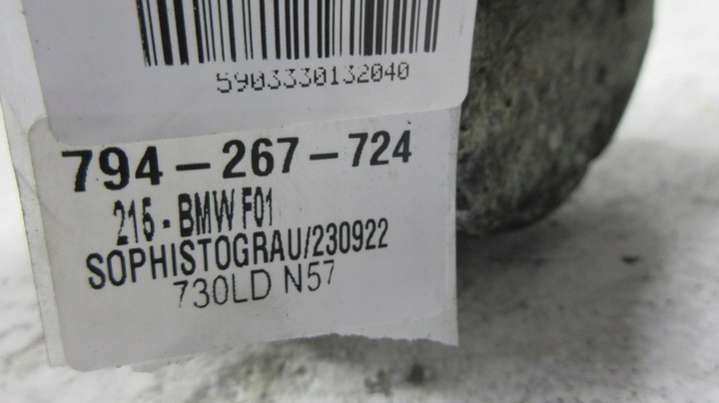 5903330132040
794-267-724
215 - BMW F01
SOPHISTOGRAU/230922
730LD N57